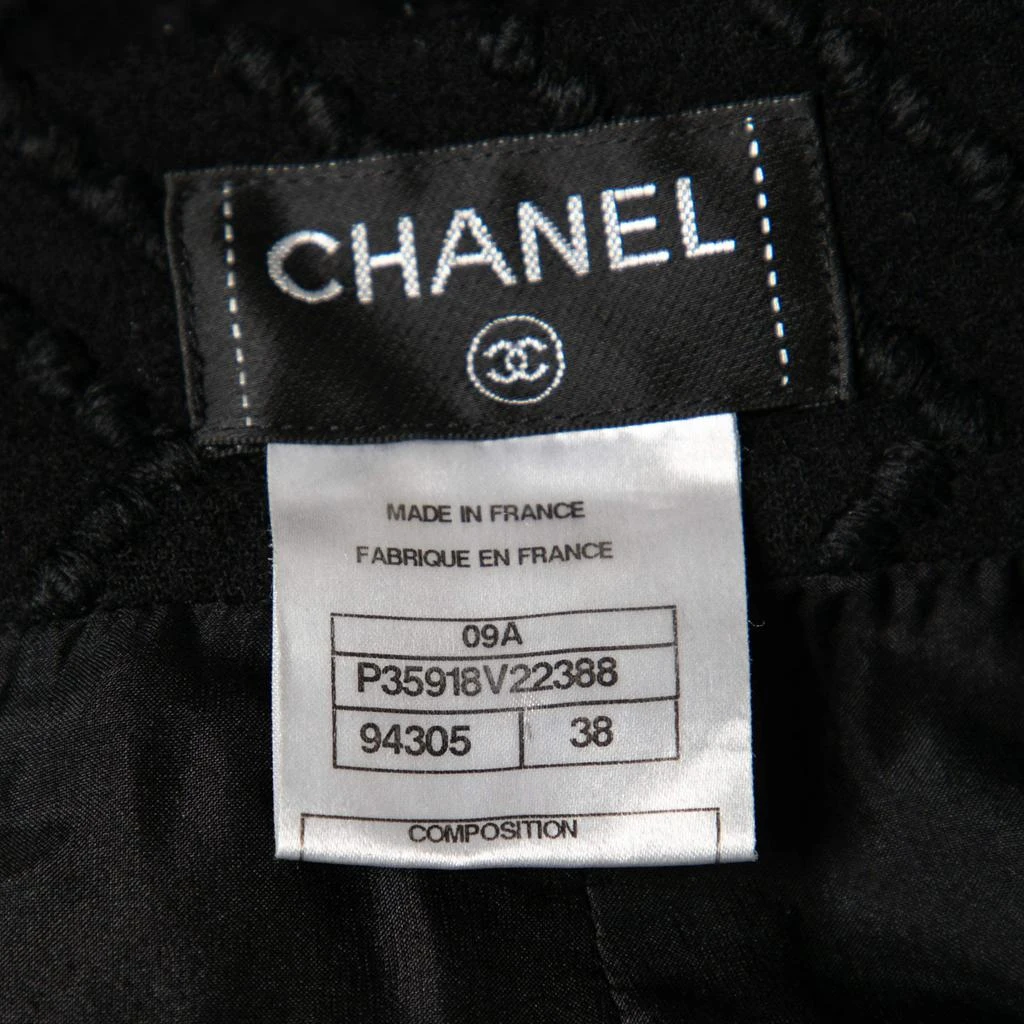 CHANEL
MADE IN FRANCE
FABRIQUE EN FRANCE
09A
P35918V22388
94305 38
COMPOSITION